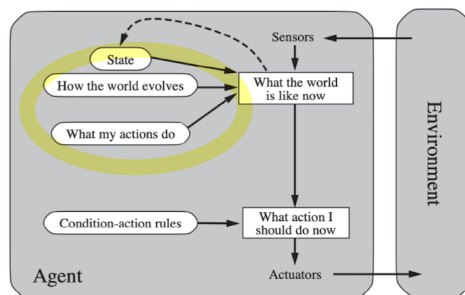 Sensors
State
What the world
is like now
How the world evolves
What my actions do
Condition-action rules
What action I
should do now
Agent
Actuators
Environment